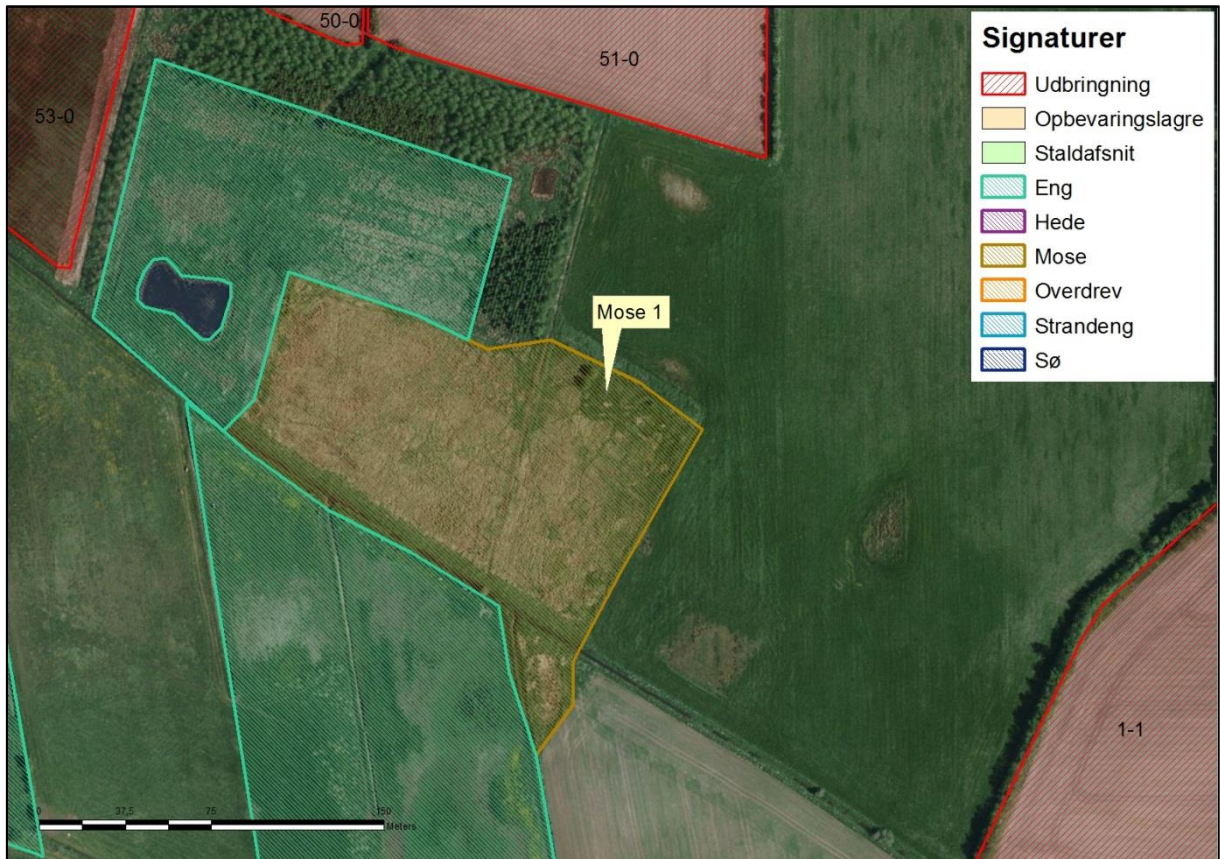 50-0
51-0
53-0
Signaturer
Udbringning
Opbevaringslagre
Staldafsnit
Eng
Hede
Mose
Overdrev
Strandeng
Sø
Mose 1
1-1
0 37,5 75 150
Meters